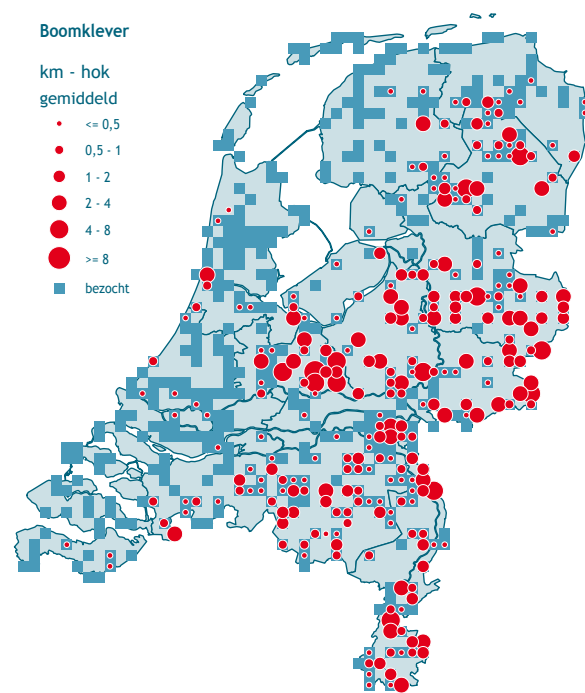 Boomklever
km - hok
gemiddeld
<= 0,5
0,5 - 1
1 - 2
2 - 4
4 - 8
>= 8
bezocht